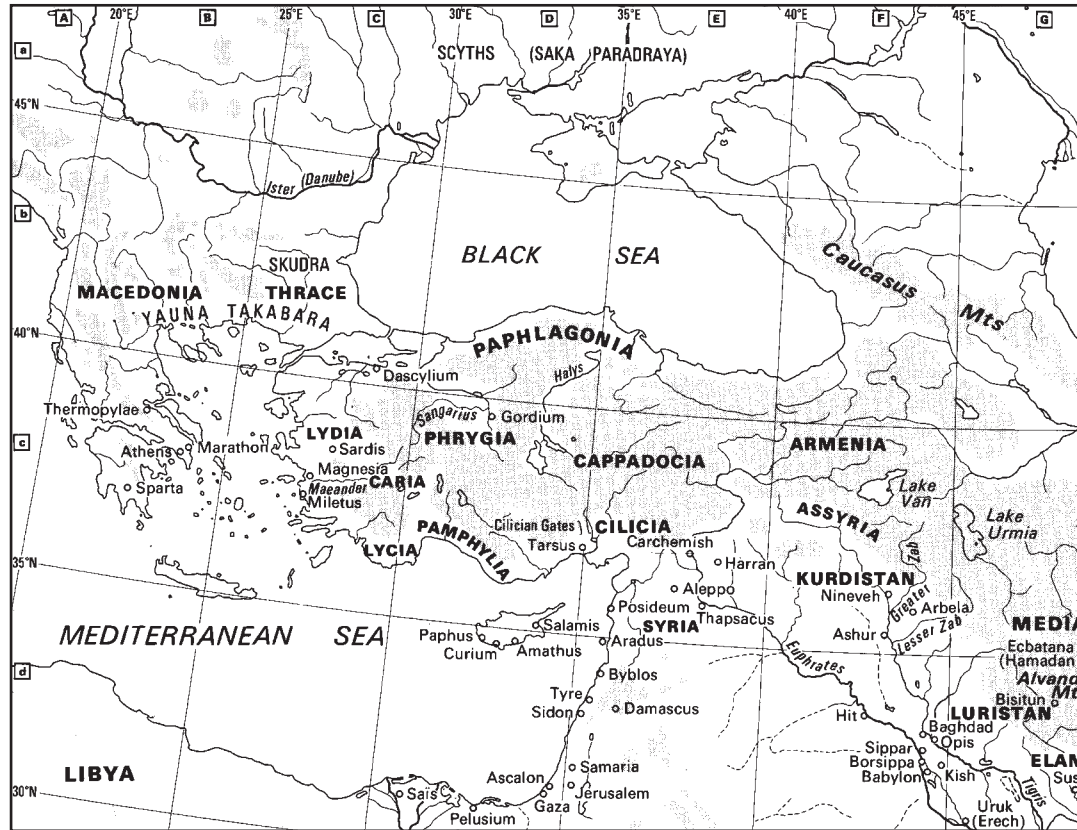 A
20°E
B
25°E
C
30°E
D
35°E
E
40°E
F
45°E
G
a
SCYTHS (SAKA PARADRAYA)
45°N
Ister (Danube)
b
BLACK SEA
SKUDRA
Caucasus Mts
MACEDONIA
THRACE
YAUNA TAKABARA
40°N
PAPHLAGONIA
Halys
Dascylium
Thermopylae
Sangarius
Gordium
LYDIA
PHRYGIA
c
Athens
Marathon
Sardis
ARMENIA
CAPPADOCIA
Magnesia
Sparta
Maeander
CARIA
Miletus
Lake
Van
ASSYRIA
Lake
Urmia
PAMPHYLIA
Cilician Gates
CILICIA
LYCIA
Tarsus
Carchemish
Harran
35°N
Zab
KURDISTAN
Nineveh
Greater
Arbela
Aleppo
Posideum
Thapsacus
SYRIA
MEDITERRANEAN SEA
Salamis
Paphus
Curium
Amathus
Aradus
Ashur
Lesser Zab
MEDIA
Ecbatana
(Hamadan
Euphrates
d
Byblos
Alvand
Mt
Bisitun
Tyre
Sidon
Damascus
Hit
LURISTAN
Baghdad
Opis
Sippar
Borsippa
Babylon
Kish
ELAM
Sus
LIBYA
Samaria
Ascalon
Jerusalem
30°N
Saïs
Gaza
Pelusium
Tigris
Uruk
(Erech)